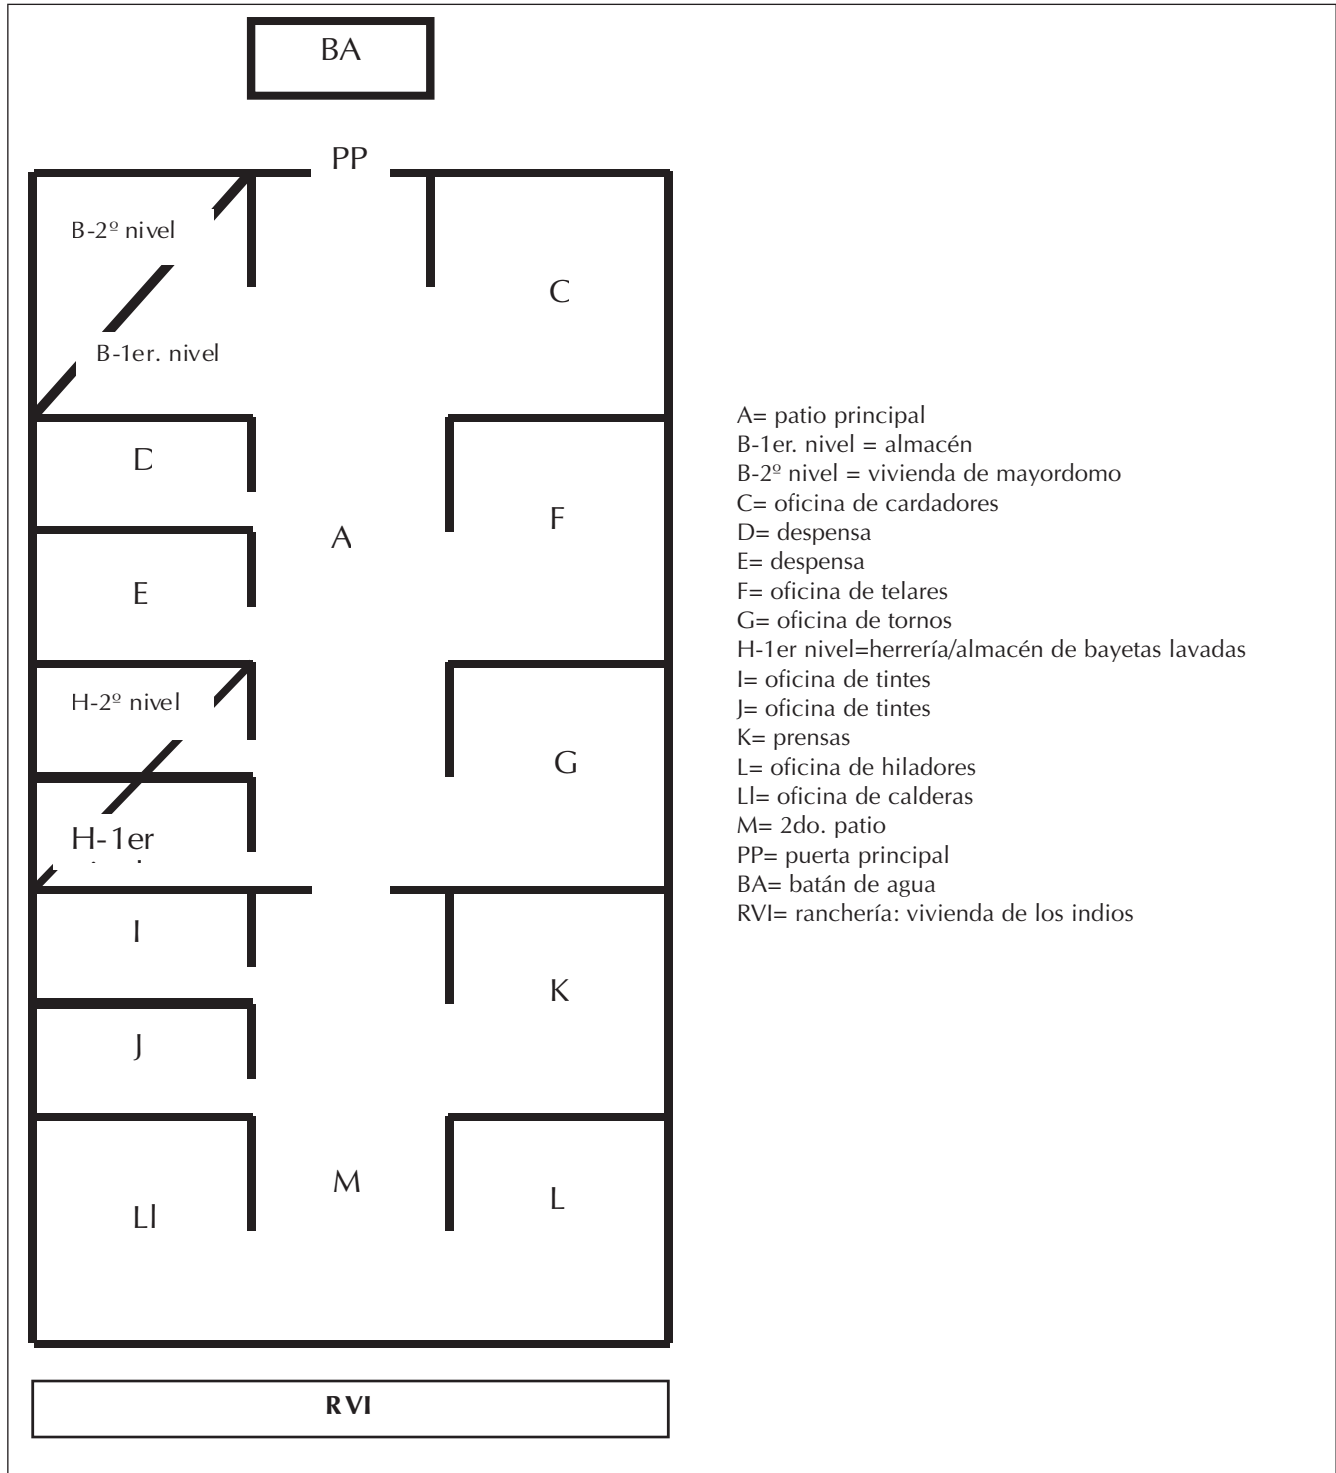 BA
PP
B-2º nivel
C
B-1er. nivel
D
F
A
E
H-2º nivel
G
H-1er
I
K
J
M
L
Ll
RVI
A= patio principal
B-1er. nivel = almacén
B-2º nivel = vivienda de mayordomo
C= oficina de cardadores
D= despensa
E= despensa
F= oficina de telares
G= oficina de tornos
H-1er nivel=herrería/almacén de bayetas lavadas
I= oficina de tintes
J= oficina de tintes
K= prensas
L= oficina de hiladores
Ll= oficina de calderas
M= 2do. patio
PP= puerta principal
BA= batán de agua
RVI= ranchería: vivienda de los indios